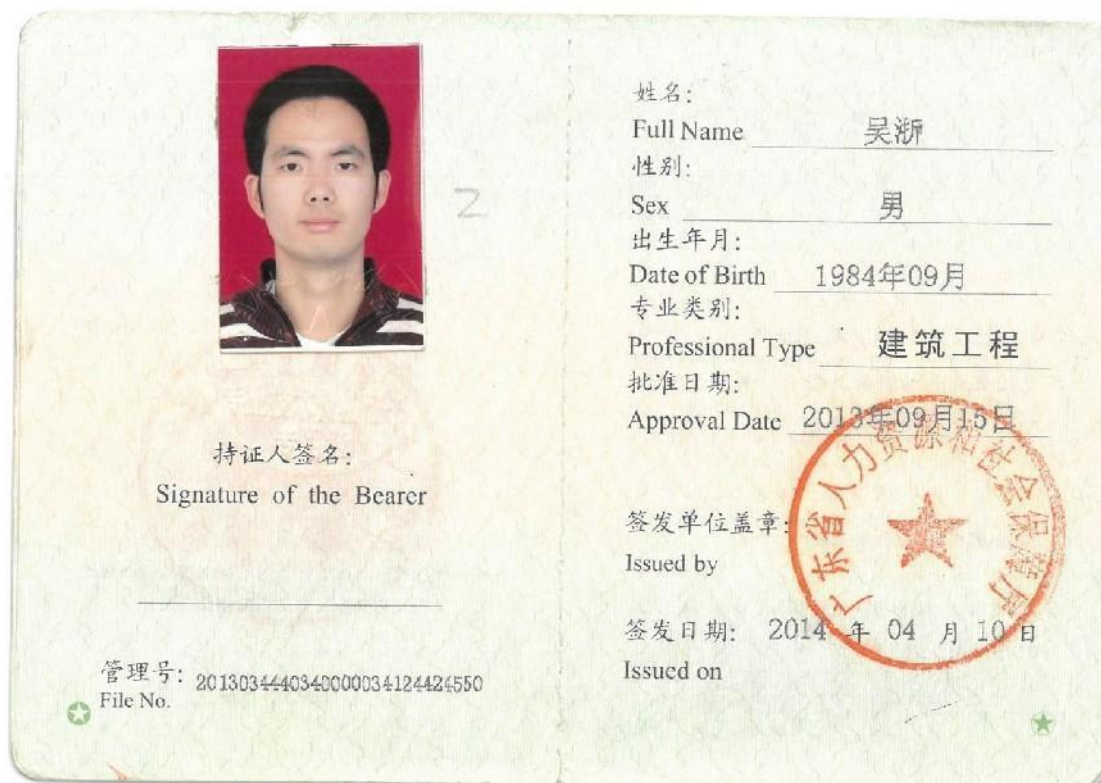 Z
持证人签名:
Signature of the Bearer
管理号: 2013034440340000034124424550
File No.
姓名:
Full Name 吴浙
性别:
Sex 男
出生年月:
Date of Birth 1984年09月
专业类别:
Professional Type 建筑工程
批准日期:
Approval Date 2013年09月15日
广东省人力资源和社会保障厅
签发单位盖章:
Issued by
签发日期: 2014 年 04 月 10 日
Issued on